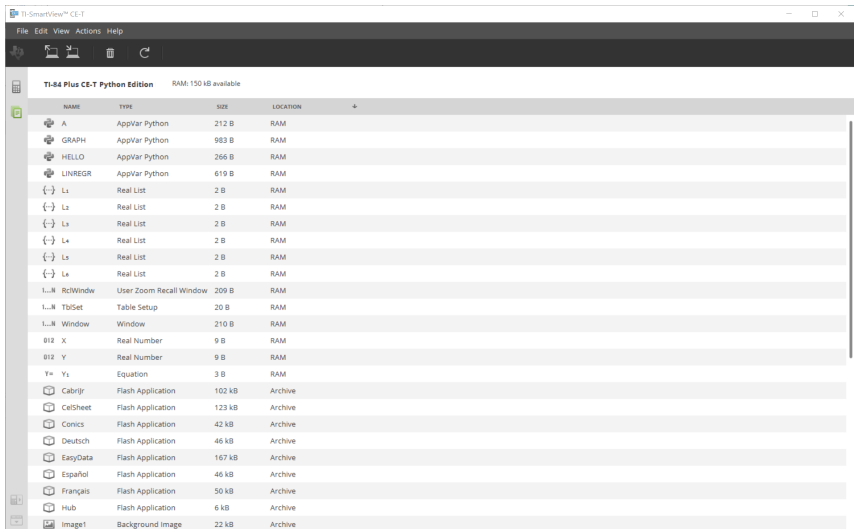 TI-SmartView™ CE-T
File Edit View Actions Help
TI-84 Plus CE-T Python Edition RAM: 150 kB available
NAME TYPE SIZE LOCATION
A AppVar Python 212 B RAM
GRAPH AppVar Python 983 B RAM
HELLO AppVar Python 266 B RAM
LINREGR AppVar Python 619 B RAM
{···} L₁ Real List 2 B RAM
{···} L₂ Real List 2 B RAM
{···} L₃ Real List 2 B RAM
{···} L₄ Real List 2 B RAM
{···} L₅ Real List 2 B RAM
{···} L₆ Real List 2 B RAM
1...N RclWindw User Zoom Recall Window 209 B RAM
1...N TblSet Table Setup 20 B RAM
1...N Window Window 210 B RAM
012 X Real Number 9 B RAM
012 Y Real Number 9 B RAM
Y= Y₁ Equation 3 B RAM
CabriJr Flash Application 102 kB Archive
CelSheet Flash Application 123 kB Archive
Conics Flash Application 42 kB Archive
Deutsch Flash Application 46 kB Archive
EasyData Flash Application 167 kB Archive
Español Flash Application 46 kB Archive
Français Flash Application 50 kB Archive
Hub Flash Application 6 kB Archive
Image1 Background Image 22 kB Archive